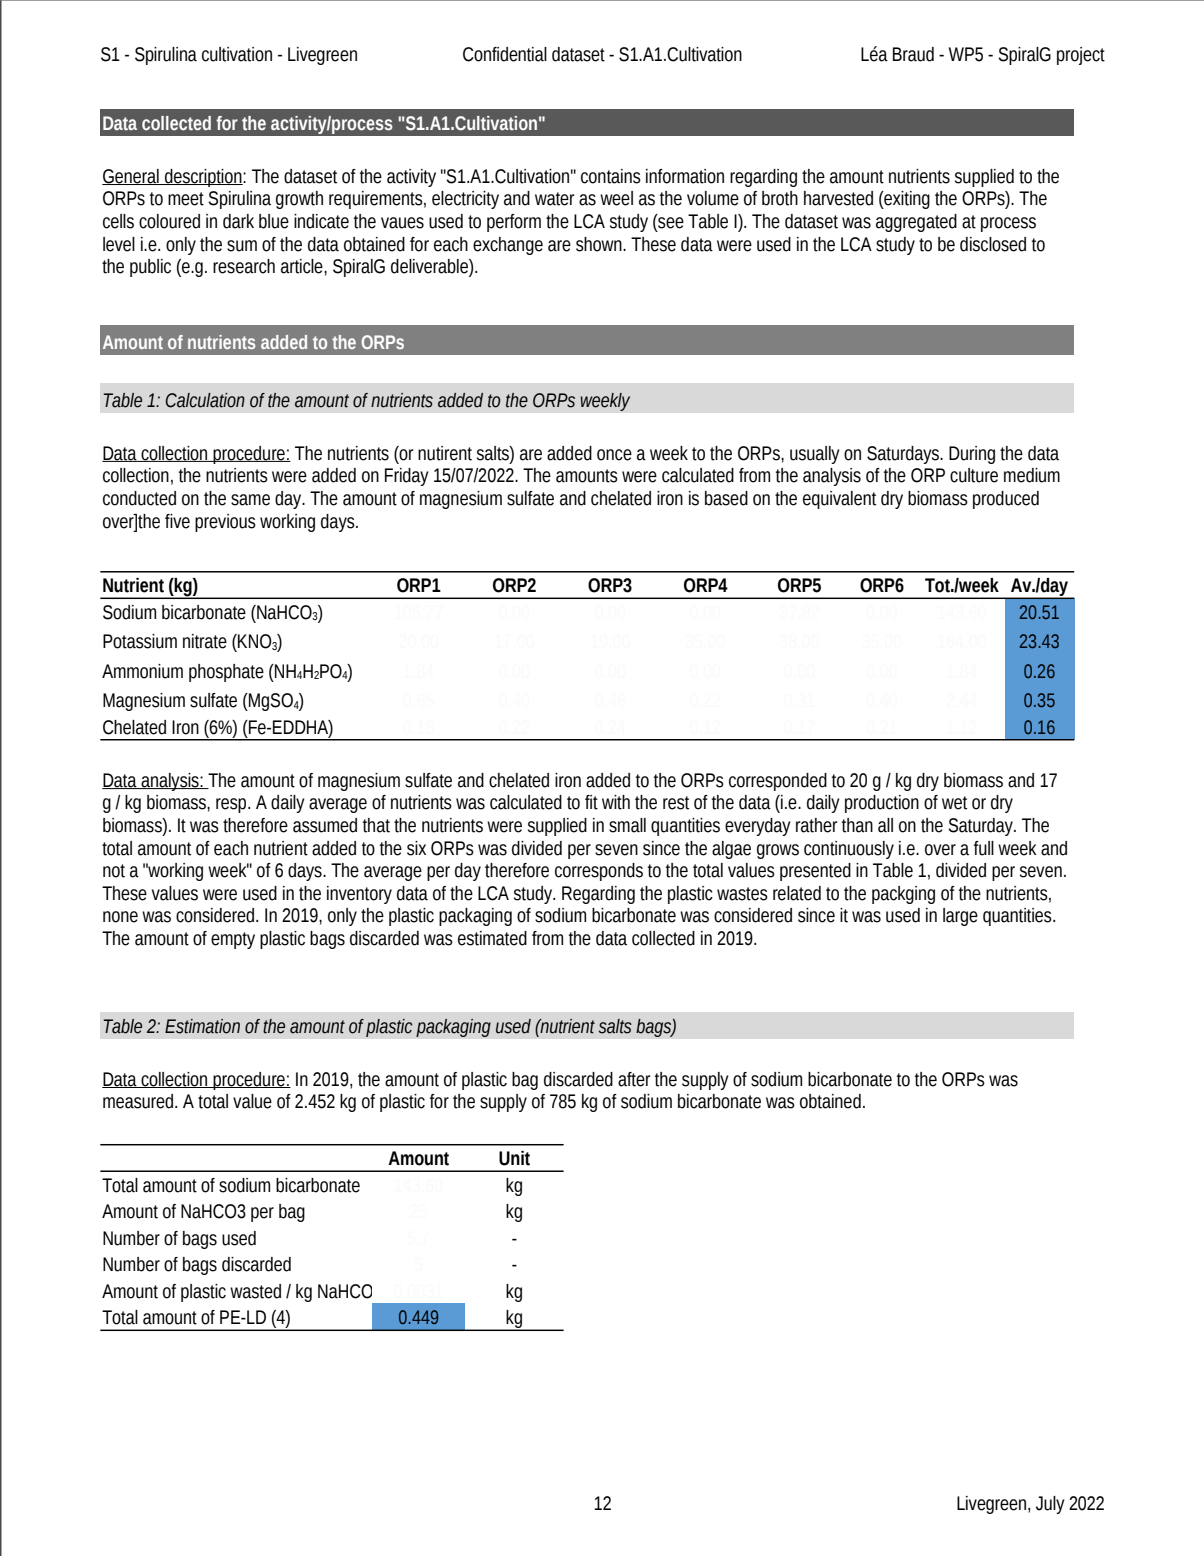 S1 - Spirulina cultivation - Livegreen Confidential dataset - S1.A1.Cultivation Léa Braud - WP5 - SpiralG project
Data collected for the activity/process "S1.A1.Cultivation"
General description: The dataset of the activity "S1.A1.Cultivation" contains information regarding the amount nutrients supplied to the
ORPs to meet Spirulina growth requirements, electricity and water as weel as the volume of broth harvested (exiting the ORPs). The
cells coloured in dark blue indicate the vaues used to perform the LCA study (see Table I). The dataset was aggregated at process
level i.e. only the sum of the data obtained for each exchange are shown. These data were used in the LCA study to be disclosed to
the public (e.g. research article, SpiralG deliverable).
Amount of nutrients added to the ORPs
Table 1: Calculation of the amount of nutrients added to the ORPs weekly
Data collection procedure: The nutrients (or nutirent salts) are added once a week to the ORPs, usually on Saturdays. During the data
collection, the nutrients were added on Friday 15/07/2022. The amounts were calculated from the analysis of the ORP culture medium
conducted on the same day. The amount of magnesium sulfate and chelated iron is based on the equivalent dry biomass produced
over]the five previous working days.
Nutrient (kg) ORP1 ORP2 ORP3 ORP4 ORP5 ORP6 Tot./week Av./day
Sodium bicarbonate (NaHCO₃) 20.51
Potassium nitrate (KNO₃) 23.43
Ammonium phosphate (NH₄H₂PO₄) 0.26
Magnesium sulfate (MgSO₄) 0.35
Chelated Iron (6%) (Fe-EDDHA) 0.16
Data analysis: The amount of magnesium sulfate and chelated iron added to the ORPs corresponded to 20 g / kg dry biomass and 17
g / kg biomass, resp. A daily average of nutrients was calculated to fit with the rest of the data (i.e. daily production of wet or dry
biomass). It was therefore assumed that the nutrients were supplied in small quantities everyday rather than all on the Saturday. The
total amount of each nutrient added to the six ORPs was divided per seven since the algae grows continuously i.e. over a full week and
not a "working week" of 6 days. The average per day therefore corresponds to the total values presented in Table 1, divided per seven.
These values were used in the inventory data of the LCA study. Regarding the plastic wastes related to the packging of the nutrients,
none was considered. In 2019, only the plastic packaging of sodium bicarbonate was considered since it was used in large quantities.
The amount of empty plastic bags discarded was estimated from the data collected in 2019.
Table 2: Estimation of the amount of plastic packaging used (nutrient salts bags)
Data collection procedure: In 2019, the amount of plastic bag discarded after the supply of sodium bicarbonate to the ORPs was
measured. A total value of 2.452 kg of plastic for the supply of 785 kg of sodium bicarbonate was obtained.
Amount Unit
Total amount of sodium bicarbonate kg
Amount of NaHCO3 per bag kg
Number of bags used -
Number of bags discarded -
Amount of plastic wasted / kg NaHCO kg
Total amount of PE-LD (4) 0.449 kg
12 Livegreen, July 2022